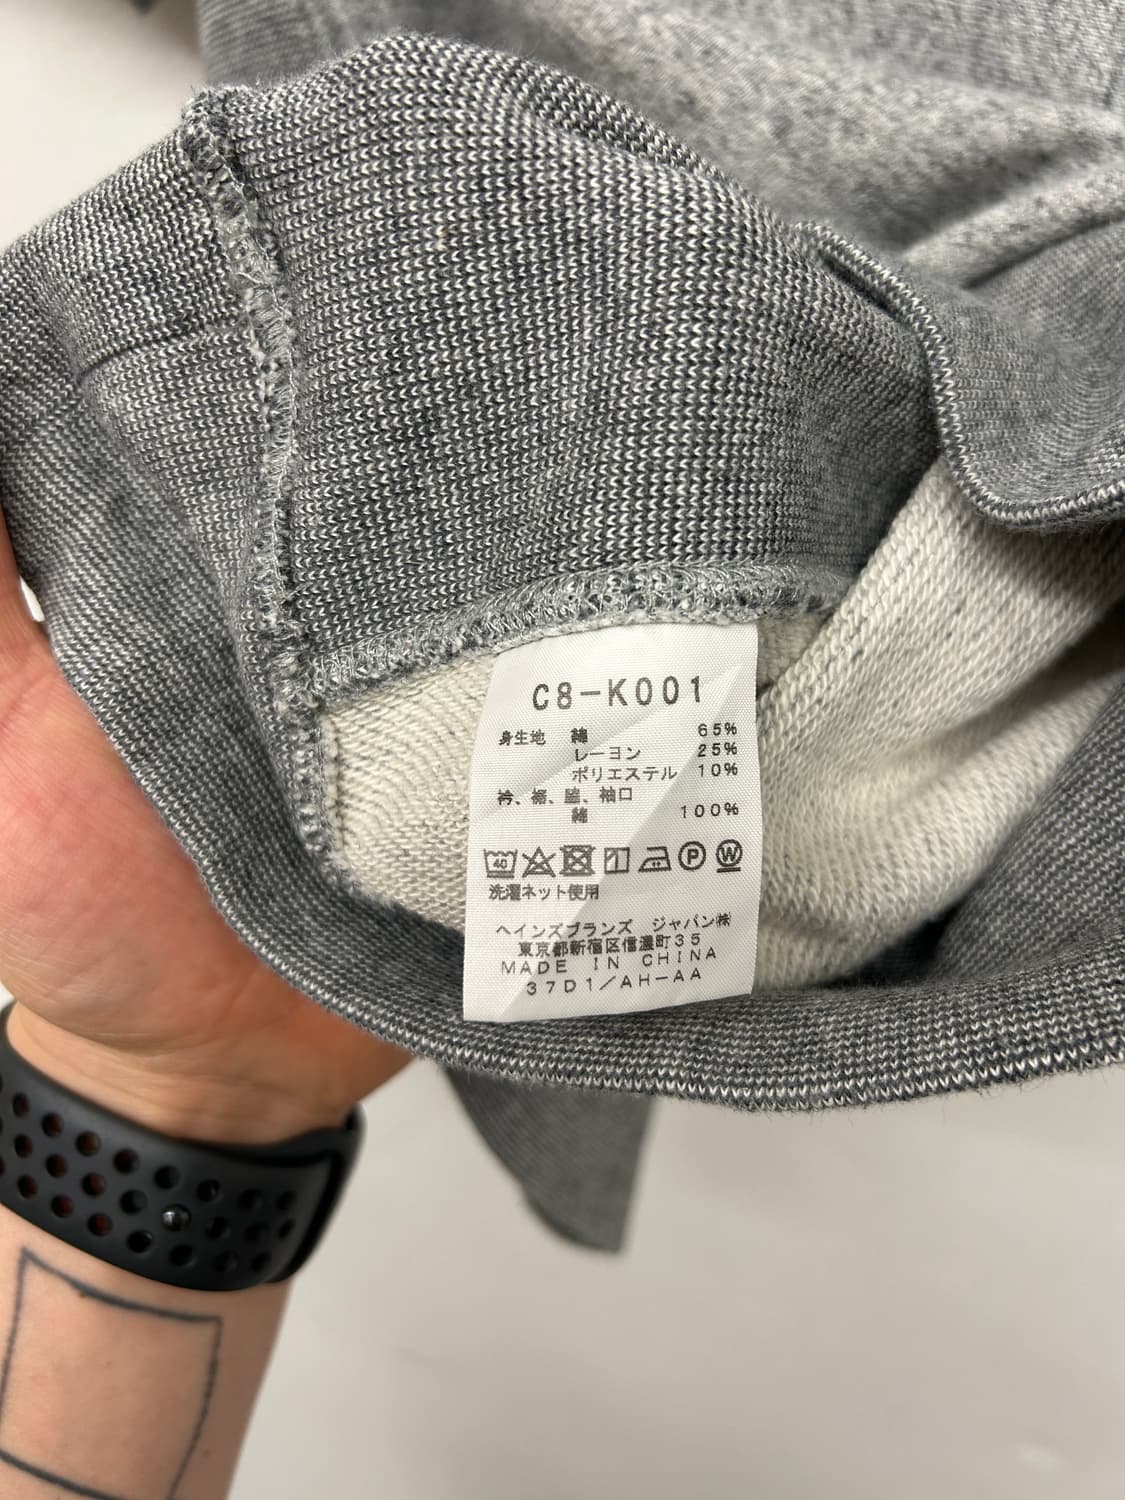 C8-K001
身生地 綿 65%
レーヨン 25%
ポリエステル 10%
衿、裾、脇、袖口
綿 100%
40 P W
洗濯ネット使用
ヘインズブランズ ジャパン㈱
東京都新宿区信濃町35
MADE IN CHINA
37D1/AH-AA